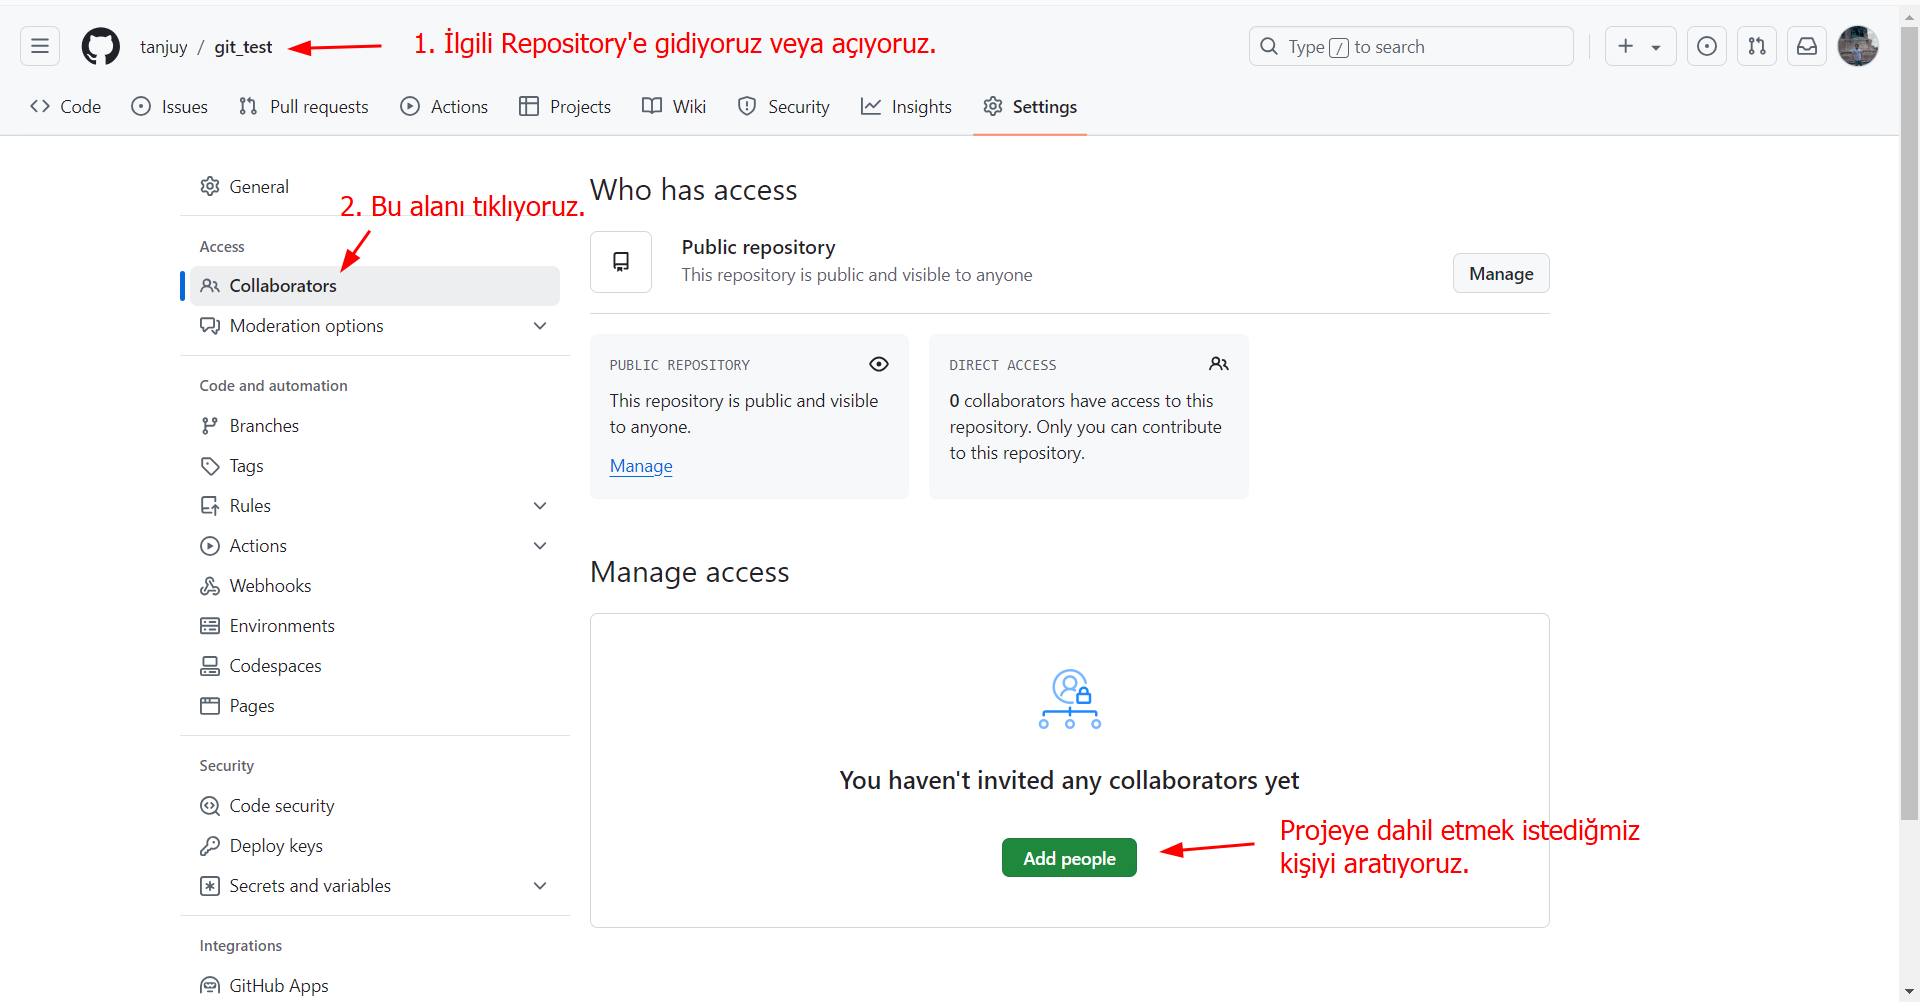 tanjuy / git_test
1. İlgili Repository'e gidiyoruz veya açıyoruz.
Type / to search
Code
Issues
Pull requests
Actions
Projects
Wiki
Security
Insights
Settings
General
2. Bu alanı tıklıyoruz.
Access
Collaborators
Moderation options
Code and automation
Branches
Tags
Rules
Actions
Webhooks
Environments
Codespaces
Pages
Security
Code security
Deploy keys
Secrets and variables
Integrations
GitHub Apps
Who has access
Public repository
This repository is public and visible to anyone
Manage
PUBLIC REPOSITORY
This repository is public and visible
to anyone.
Manage
DIRECT ACCESS
0 collaborators have access to this
repository. Only you can contribute
to this repository.
Manage access
You haven't invited any collaborators yet
Add people
Projeye dahil etmek istediğmiz
kişiyi aratıyoruz.